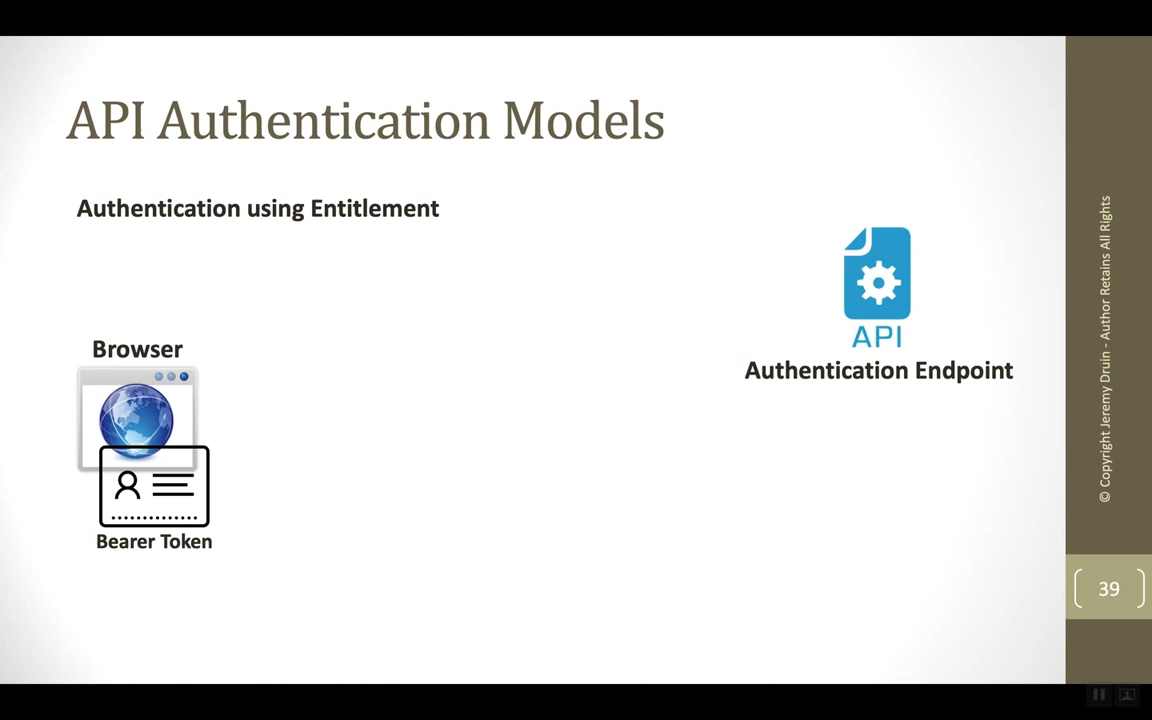 API Authentication Models
Authentication using Entitlement
API
Authentication Endpoint
Browser
Bearer Token
© Copyright Jeremy Druin - Author Retains All Rights
39